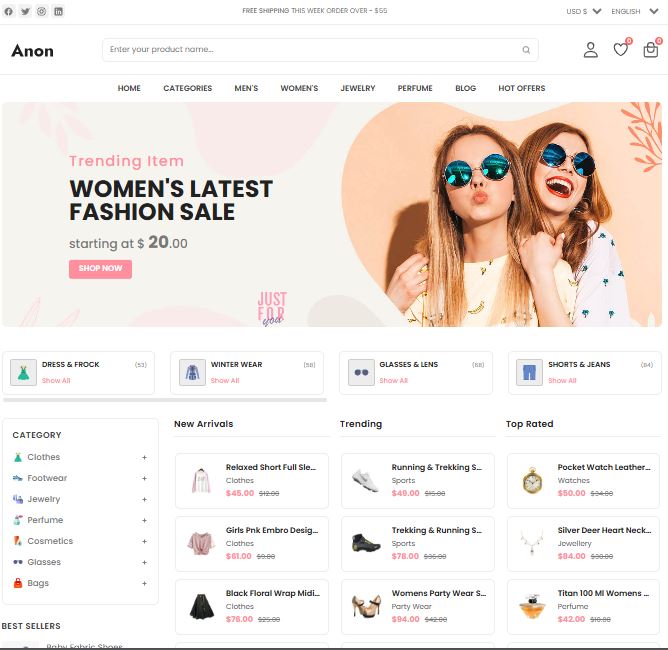 FREE SHIPPING THIS WEEK ORDER OVER - $55
USD $
ENGLISH
Anon
Enter your product name...
0
0
HOME
CATEGORIES
MEN'S
WOMEN'S
JEWELRY
PERFUME
BLOG
HOT OFFERS
Trending Item
WOMEN'S LATEST
FASHION SALE
starting at $ 20.00
SHOP NOW
JUST
FOR
you
DRESS & FROCK (53)
Show All
WINTER WEAR (58)
Show All
GLASSES & LENS (68)
Show All
SHORTS & JEANS (84)
Show All
CATEGORY
Clothes +
Footwear +
Jewelry +
Perfume +
Cosmetics +
Glasses +
Bags +
BEST SELLERS
Baby Fabric Shoes
New Arrivals
Relaxed Short Full Sle...
Clothes
$45.00 $12.00
Girls Pnk Embro Desig...
Clothes
$61.00 $9.00
Black Floral Wrap Midi...
Clothes
$76.00 $25.00
Trending
Running & Trekking S...
Sports
$49.00 $15.00
Trekking & Running S...
Sports
$78.00 $36.00
Womens Party Wear S...
Party Wear
$94.00 $42.00
Top Rated
Pocket Watch Leather...
Watches
$50.00 $34.00
Silver Deer Heart Neck...
Jewellery
$84.00 $30.00
Titan 100 Ml Womens ...
Perfume
$42.00 $10.00